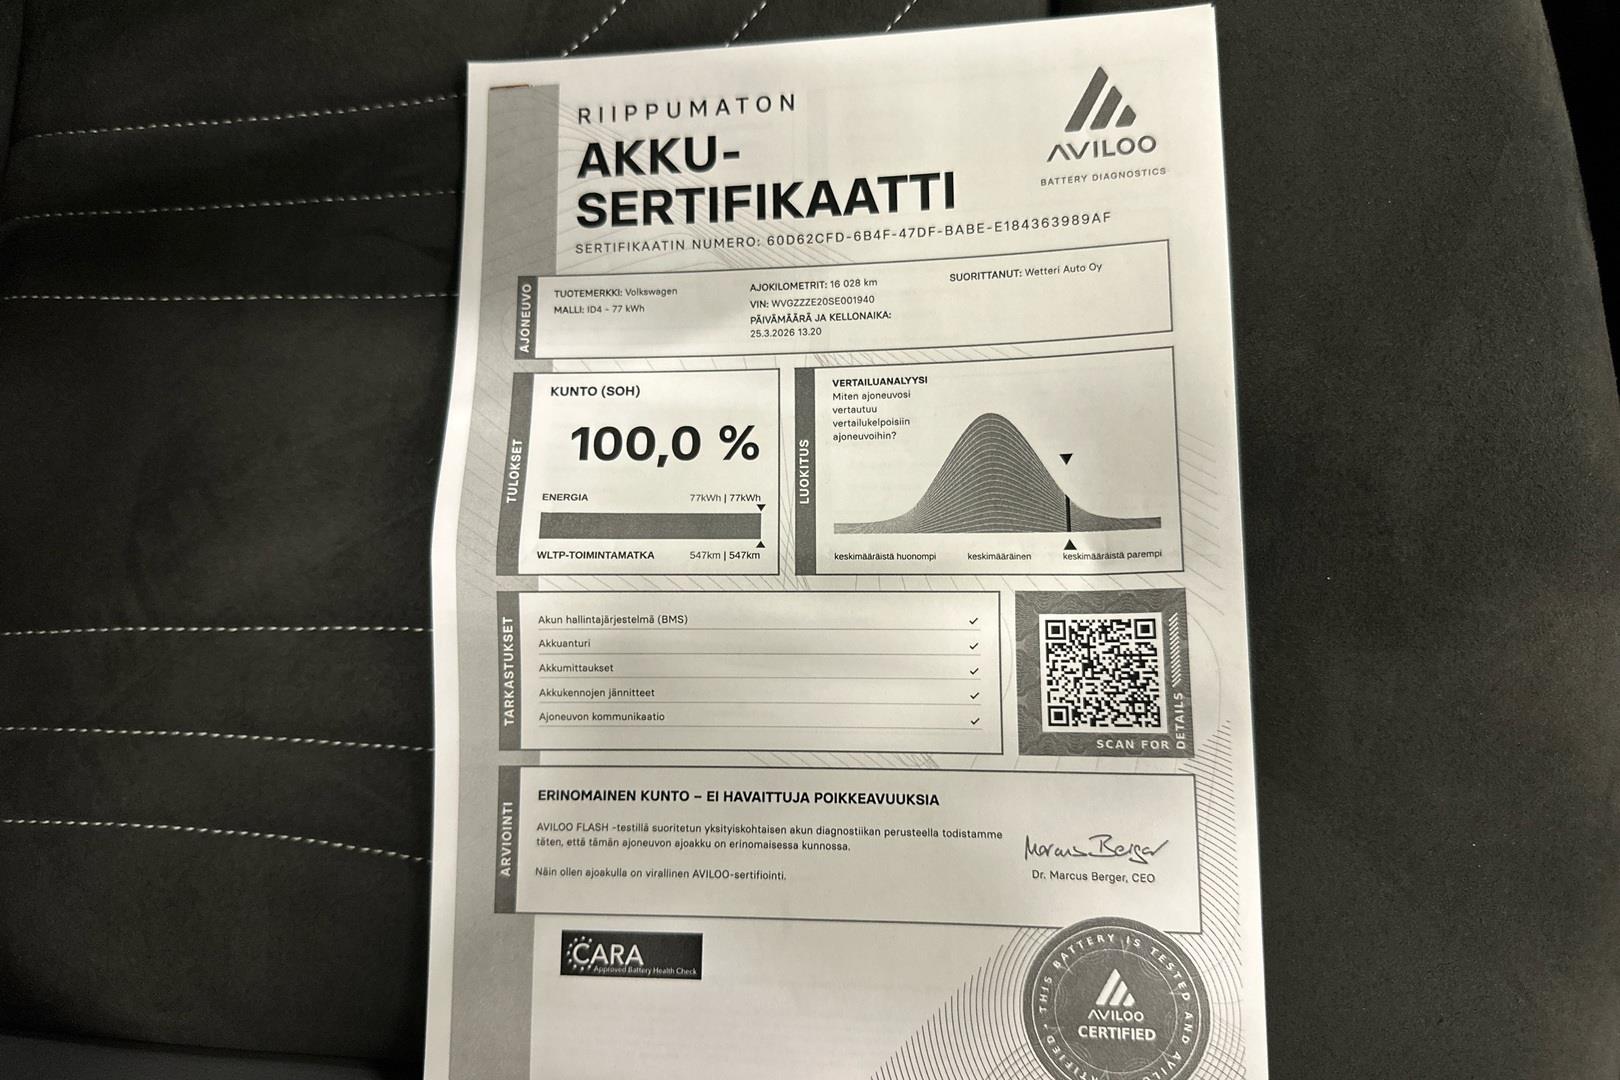 RIIPPUMATON
AKKU-
SERTIFIKAATTI
SERTIFIKAATIN NUMERO: 60D62CFD-6B4F-47DF-BABE-E184363989AF
AVILOO
BATTERY DIAGNOSTICS
AJONEUVO
TUOTEMERKKI: Volkswagen
MALLI: ID4 - 77 kWh
AJOKILOMETRIT: 16 028 km
VIN: WVGZZZE20SE001940
PÄIVÄMÄÄRÄ JA KELLONAIKA:
25.3.2026 13.20
SUORITTANUT: Wetteri Auto Oy
TULOKSET
KUNTO (SOH)
100,0 %
ENERGIA 77kWh | 77kWh
WLTP-TOIMINTAMATKA 547km | 547km
LUOKITUS
VERTAILUANALYYSI
Miten ajoneuvosi
vertautuu
vertailukelpoisiin
ajoneuvoihin?
keskimääräistä huonompi keskimääräinen keskimääräistä parempi
TARKASTUKSET
Akun hallintajärjestelmä (BMS)
Akkuanturi
Akkumittaukset
Akkukennojen jännitteet
Ajoneuvon kommunikaatio
SCAN FOR
DETAILS
ARVIOINTI
ERINOMAINEN KUNTO – EI HAVAITTUJA POIKKEAVUUKSIA
AVILOO FLASH -testillä suoritetun yksityiskohtaisen akun diagnostiikan perusteella todistamme
täten, että tämän ajoneuvon ajoakku on erinomaisessa kunnossa.
Näin ollen ajoakulla on virallinen AVILOO-sertifiointi.
Marcus Berger
Dr. Marcus Berger, CEO
CARA
Approved Battery Health Check
THIS BATTERY IS TESTED AND
AVILOO
CERTIFIED